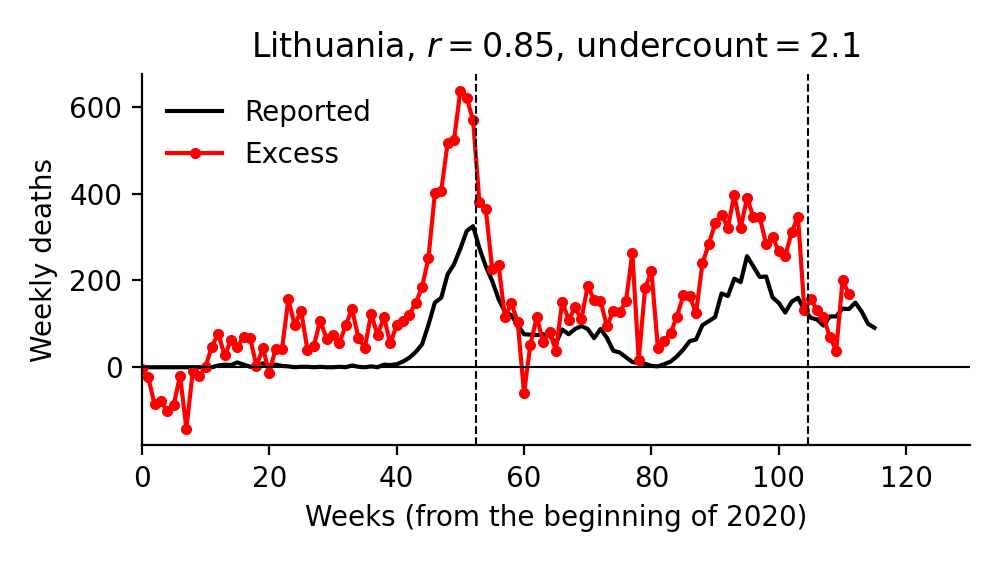 Lithuania, r = 0.85, undercount = 2.1
Reported
Excess
Weekly deaths
600
400
200
0
0 20 40 60 80 100 120
Weeks (from the beginning of 2020)